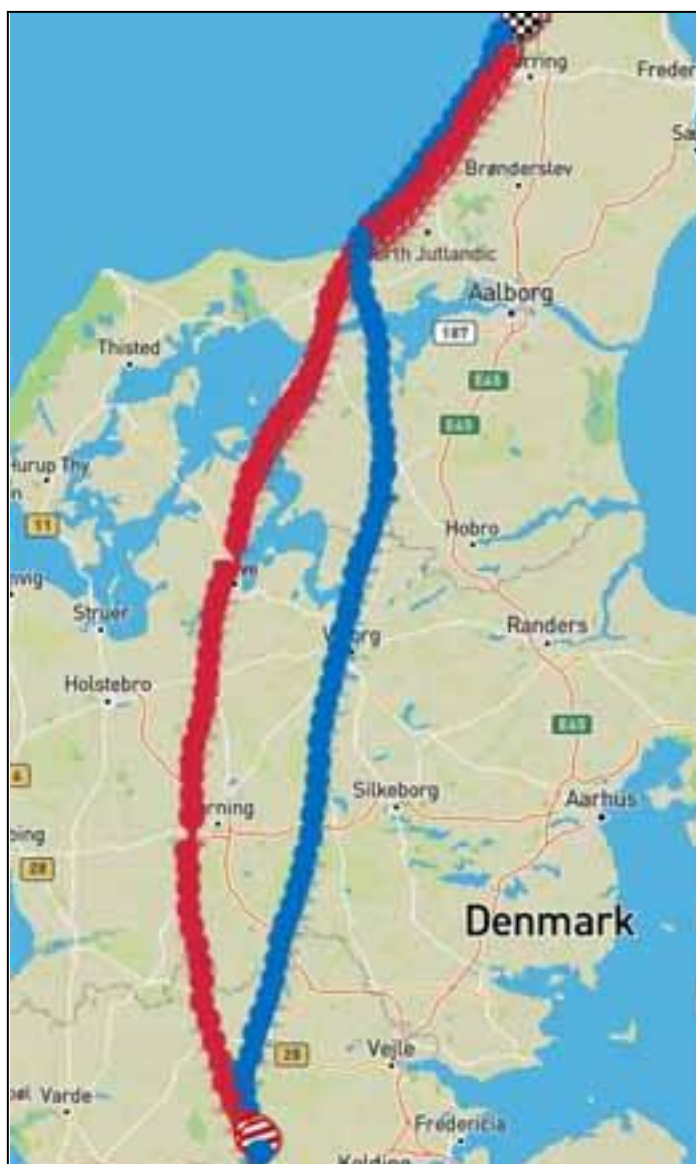 Brønderslev
Aalborg
187
Thisted
E45
E45
11
Hobro
Struer
Randers
Holstebro
E45
Silkeborg
Aarhus
28
Denmark
28
Vejle
Varde
Fredericia